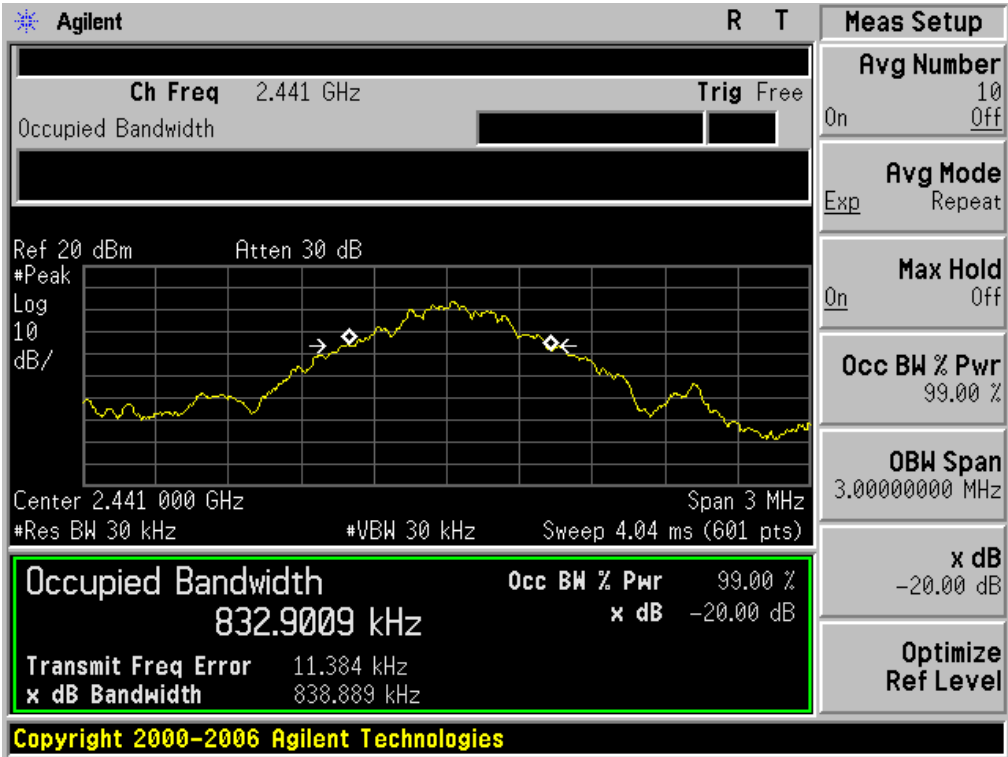 Agilent R T
Ch Freq 2.441 GHz Trig Free
Occupied Bandwidth
Ref 20 dBm Atten 30 dB
#Peak
Log
10
dB/
Center 2.441 000 GHz Span 3 MHz
#Res BW 30 kHz #VBW 30 kHz Sweep 4.04 ms (601 pts)
Occupied Bandwidth Occ BW % Pwr 99.00 %
832.9009 kHz x dB -20.00 dB
Transmit Freq Error 11.384 kHz
x dB Bandwidth 838.889 kHz
Copyright 2000-2006 Agilent Technologies
Meas Setup
Avg Number
10
On Off
Avg Mode
Exp Repeat
Max Hold
On Off
Occ BW % Pwr
99.00 %
OBW Span
3.00000000 MHz
x dB
-20.00 dB
Optimize
Ref Level